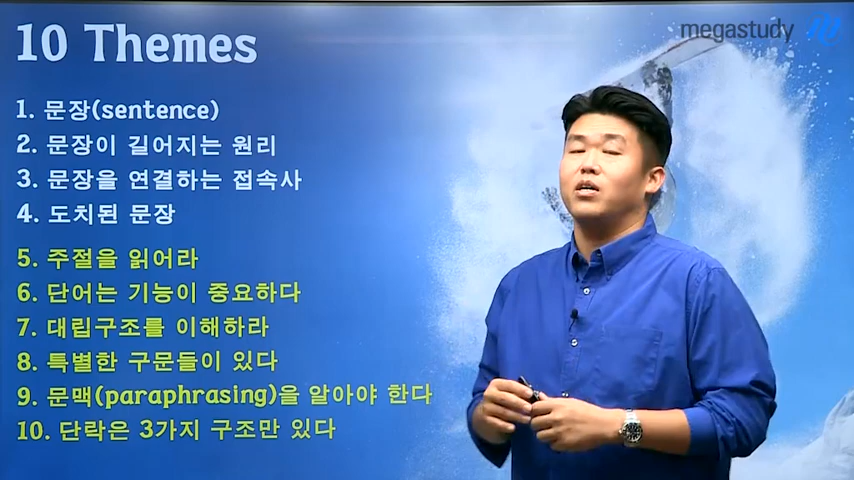 10 Themes
megastudy
1. 문장(sentence)
2. 문장이 길어지는 원리
3. 문장을 연결하는 접속사
4. 도치된 문장
5. 주절을 읽어라
6. 단어는 기능이 중요하다
7. 대립구조를 이해하라
8. 특별한 구문들이 있다
9. 문맥(paraphrasing)을 알아야 한다
10. 단락은 3가지 구조만 있다